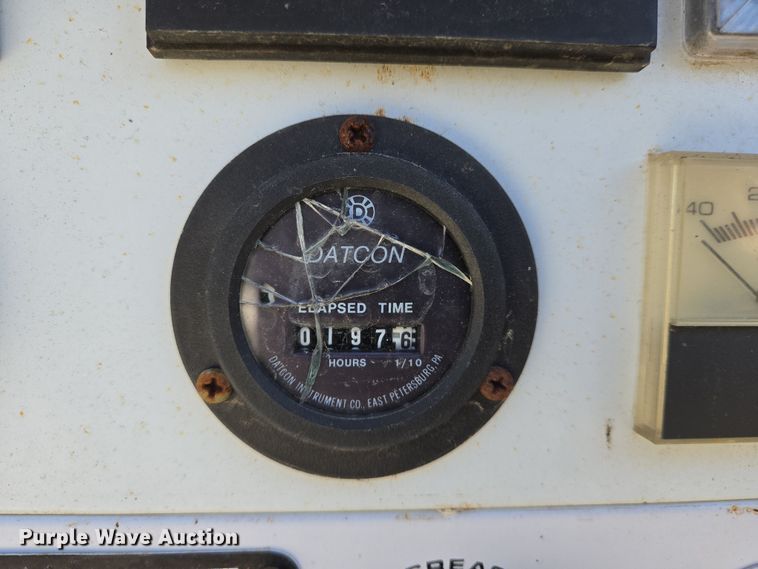 D
DATCON
40
ELAPSED TIME
01976
HOURS 1/10
DATCON INSTRUMENT CO., EAST PETERSBURG, PA
Purple Wave Auction